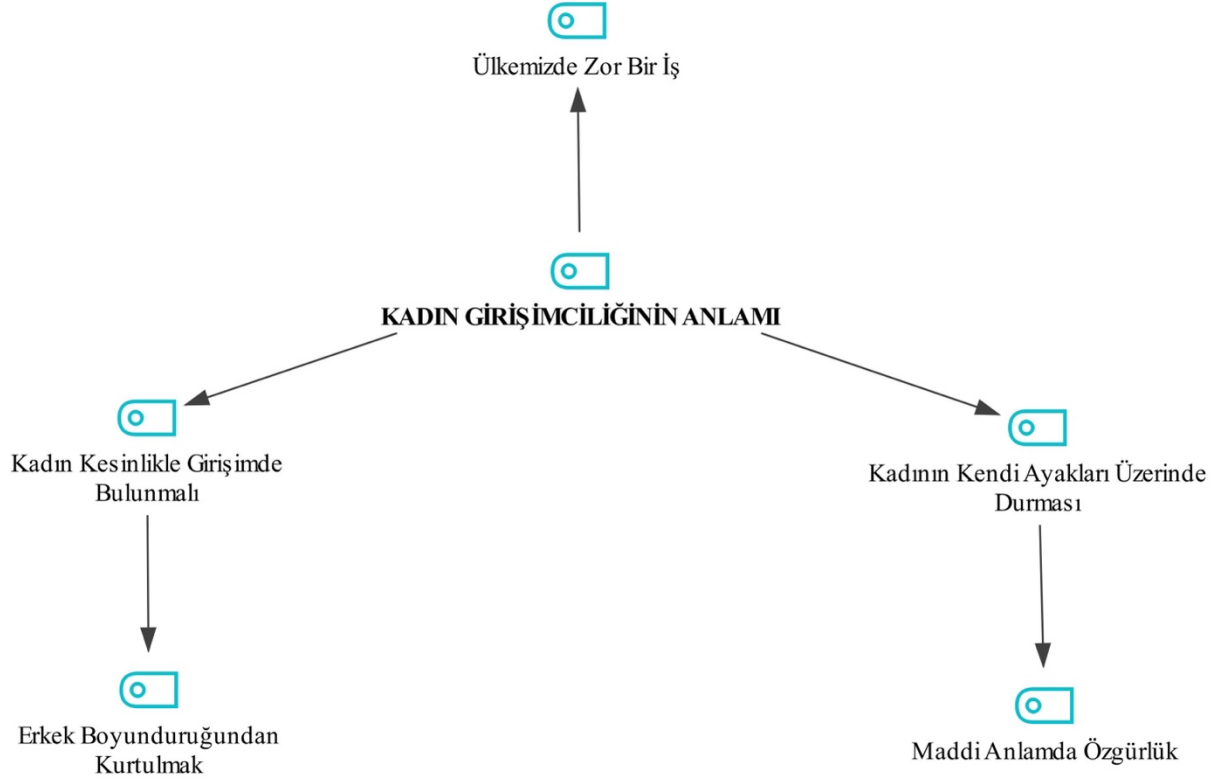 Ülkemizde Zor Bir İş
KADIN GİRİŞİMCİLİĞİNİN ANLAMI
Kadın Kesinlikle Girişimde
Bulunmalı
Kadının Kendi Ayakları Üzerinde
Durması
Erkek Boyunduruğundan
Kurtulmak
Maddi Anlamda Özgürlük